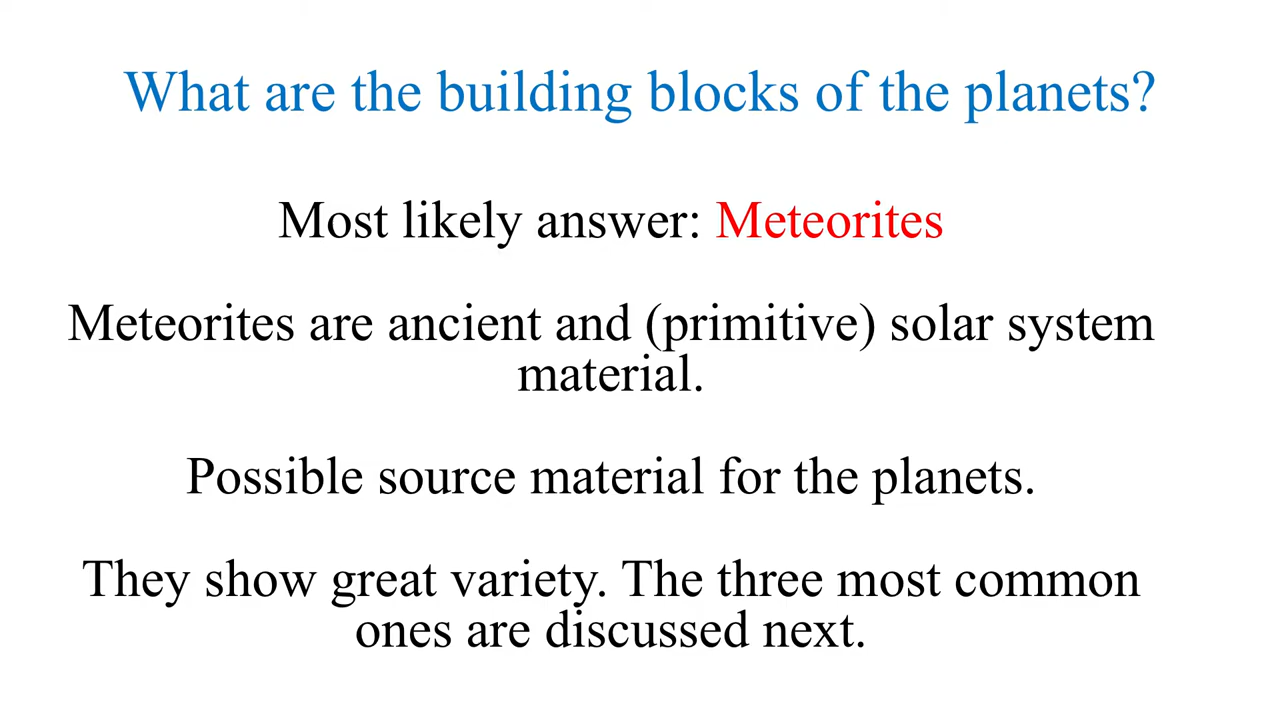 What are the building blocks of the planets?
Most likely answer: Meteorites
Meteorites are ancient and (primitive) solar system
material.
Possible source material for the planets.
They show great variety. The three most common
ones are discussed next.